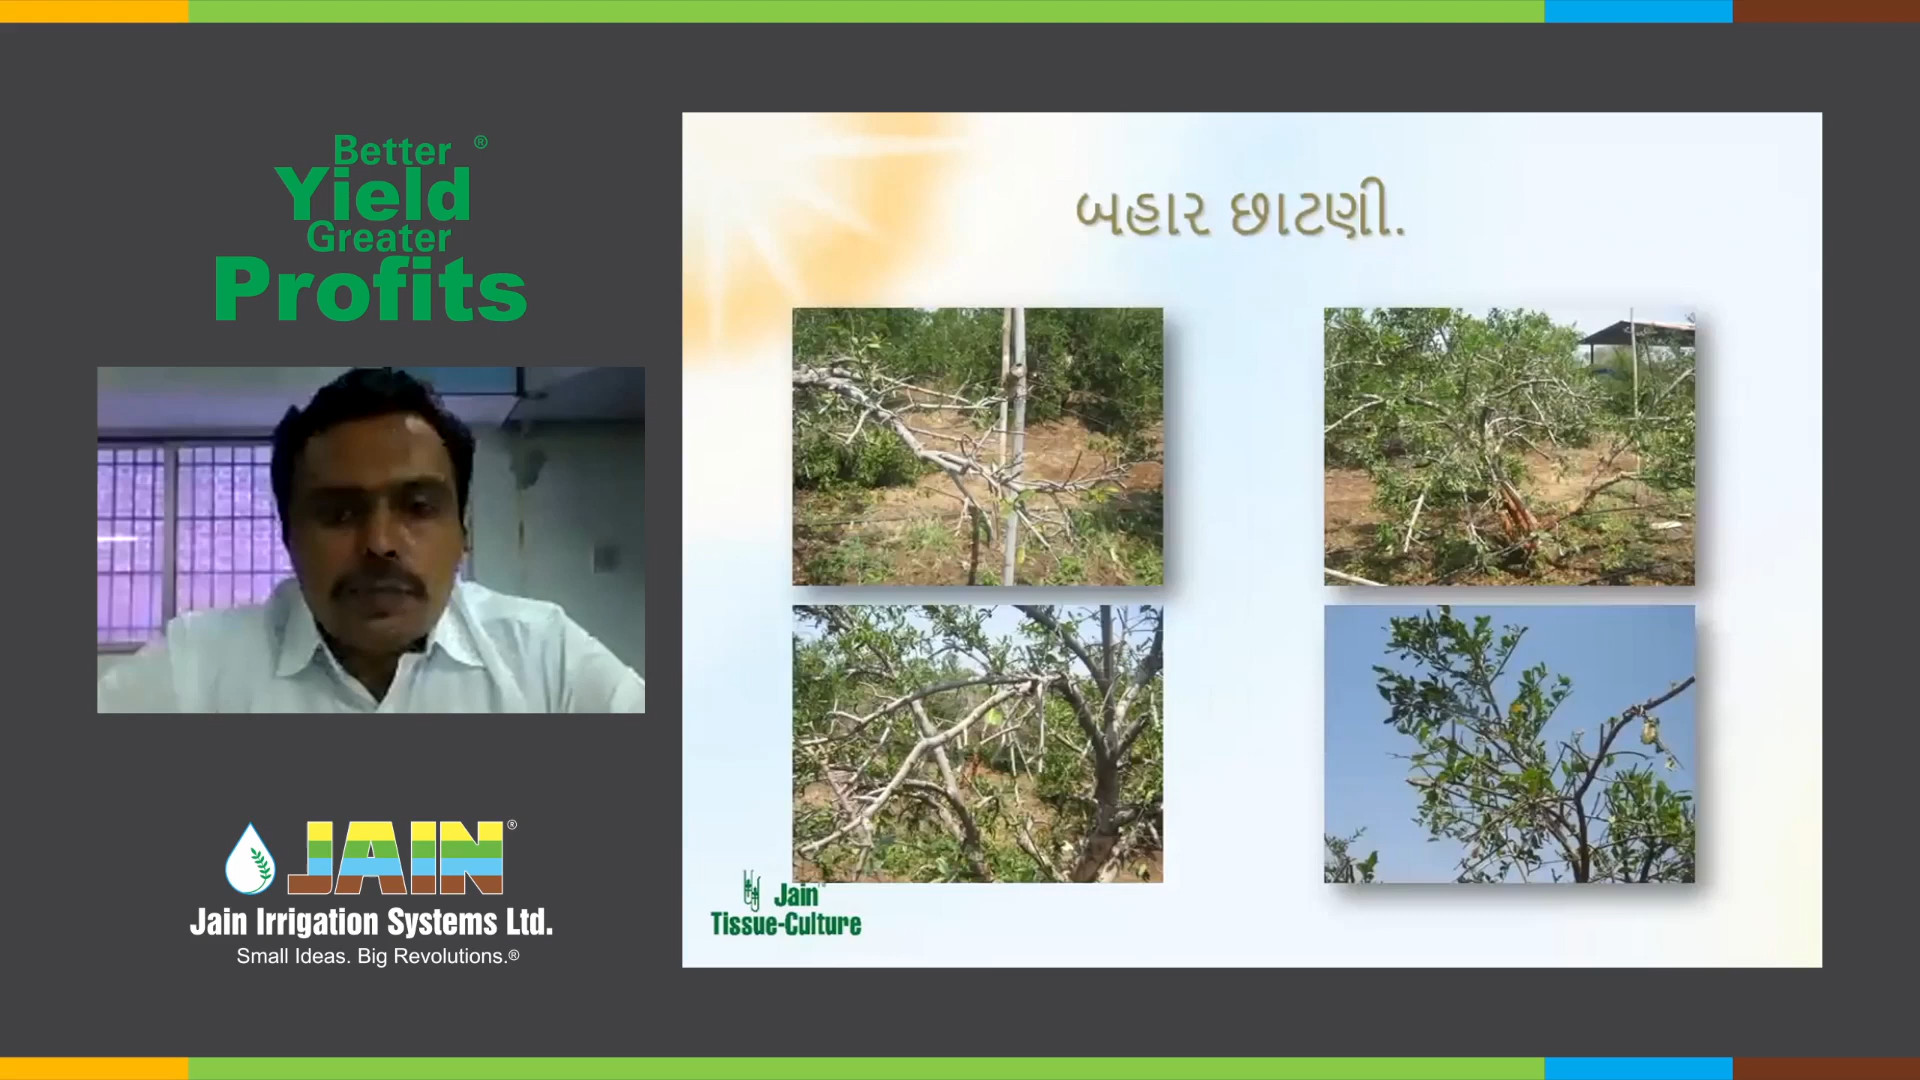 Better ®
Yield
Greater
Profits
બહાર છાટણી.
JAIN ®
Jain Irrigation Systems Ltd.
Small Ideas. Big Revolutions.®
Jain
Tissue-Culture